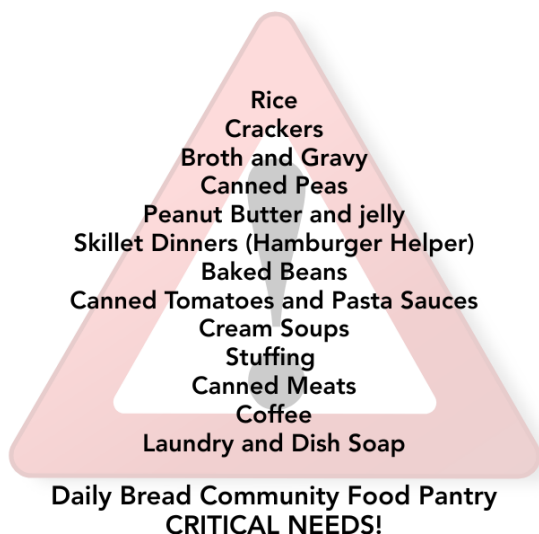 Rice
Crackers
Broth and Gravy
Canned Peas
Peanut Butter and jelly
Skillet Dinners (Hamburger Helper)
Baked Beans
Canned Tomatoes and Pasta Sauces
Cream Soups
Stuffing
Canned Meats
Coffee
Laundry and Dish Soap
Daily Bread Community Food Pantry
CRITICAL NEEDS!